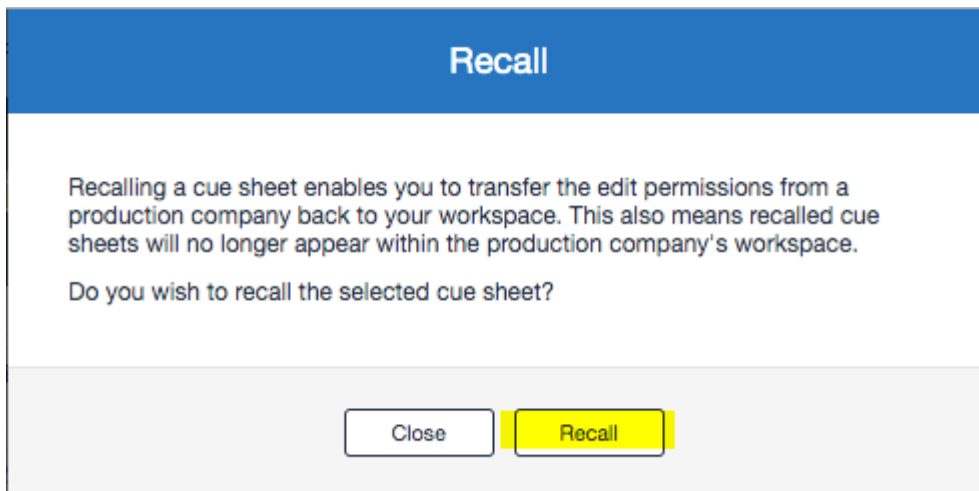 Recall
Recalling a cue sheet enables you to transfer the edit permissions from a
production company back to your workspace. This also means recalled cue
sheets will no longer appear within the production company's workspace.
Do you wish to recall the selected cue sheet?
Close
Recall